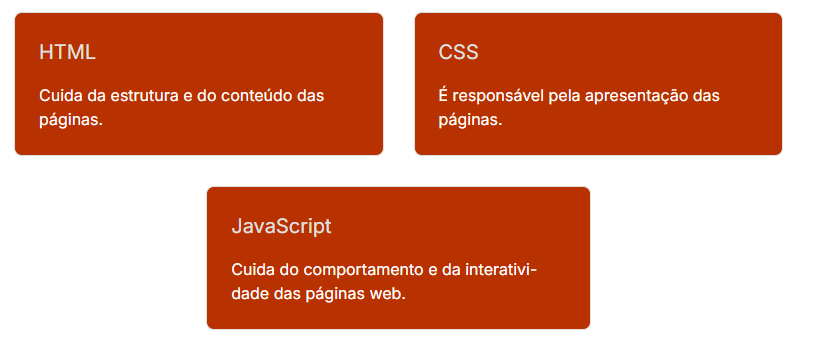 HTML
Cuida da estrutura e do conteúdo das
páginas.
CSS
É responsável pela apresentação das
páginas.
JavaScript
Cuida do comportamento e da interativi-
dade das páginas web.